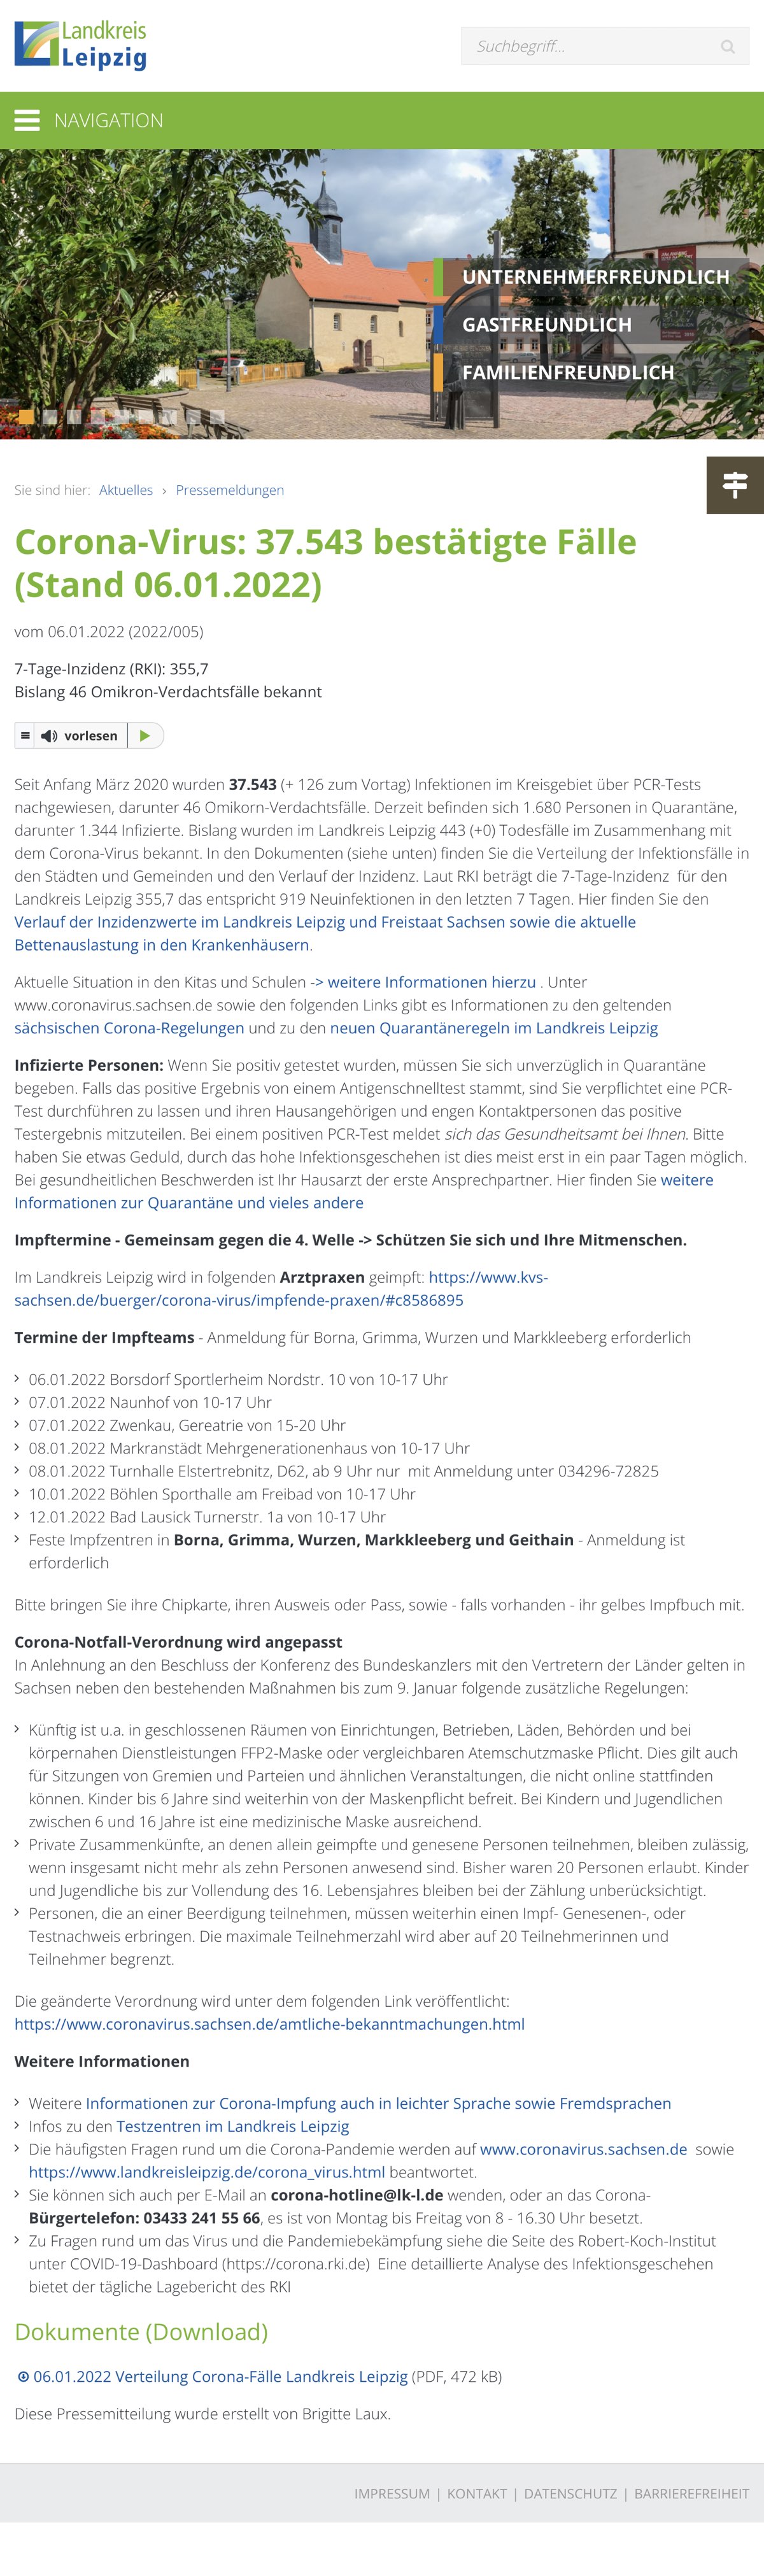 Landkreis
Leipzig
Suchbegriff...
NAVIGATION
UNTERNEHMERFREUNDLICH
GASTFREUNDLICH
FAMILIENFREUNDLICH
Sie sind hier: Aktuelles › Pressemeldungen
Corona-Virus: 37.543 bestätigte Fälle
(Stand 06.01.2022)
vom 06.01.2022 (2022/005)
7-Tage-Inzidenz (RKI): 355,7
Bislang 46 Omikron-Verdachtsfälle bekannt
vorlesen
Seit Anfang März 2020 wurden 37.543 (+ 126 zum Vortag) Infektionen im Kreisgebiet über PCR-Tests
nachgewiesen, darunter 46 Omikorn-Verdachtsfälle. Derzeit befinden sich 1.680 Personen in Quarantäne,
darunter 1.344 Infizierte. Bislang wurden im Landkreis Leipzig 443 (+0) Todesfälle im Zusammenhang mit
dem Corona-Virus bekannt. In den Dokumenten (siehe unten) finden Sie die Verteilung der Infektionsfälle in
den Städten und Gemeinden und den Verlauf der Inzidenz. Laut RKI beträgt die 7-Tage-Inzidenz  für den
Landkreis Leipzig 355,7 das entspricht 919 Neuinfektionen in den letzten 7 Tagen. Hier finden Sie den
Verlauf der Inzidenzwerte im Landkreis Leipzig und Freistaat Sachsen sowie die aktuelle
Bettenauslastung in den Krankenhäusern.
Aktuelle Situation in den Kitas und Schulen -> weitere Informationen hierzu . Unter
www.coronavirus.sachsen.de sowie den folgenden Links gibt es Informationen zu den geltenden
sächsischen Corona-Regelungen und zu den neuen Quarantäneregeln im Landkreis Leipzig
Infizierte Personen: Wenn Sie positiv getestet wurden, müssen Sie sich unverzüglich in Quarantäne
begeben. Falls das positive Ergebnis von einem Antigenschnelltest stammt, sind Sie verpflichtet eine PCR-
Test durchführen zu lassen und ihren Hausangehörigen und engen Kontaktpersonen das positive
Testergebnis mitzuteilen. Bei einem positiven PCR-Test meldet sich das Gesundheitsamt bei Ihnen. Bitte
haben Sie etwas Geduld, durch das hohe Infektionsgeschehen ist dies meist erst in ein paar Tagen möglich.
Bei gesundheitlichen Beschwerden ist Ihr Hausarzt der erste Ansprechpartner. Hier finden Sie weitere
Informationen zur Quarantäne und vieles andere
Impftermine - Gemeinsam gegen die 4. Welle -> Schützen Sie sich und Ihre Mitmenschen.
Im Landkreis Leipzig wird in folgenden Arztpraxen geimpft: https://www.kvs-
sachsen.de/buerger/corona-virus/impfende-praxen/#c8586895
Termine der Impfteams - Anmeldung für Borna, Grimma, Wurzen und Markkleeberg erforderlich
› 06.01.2022 Borsdorf Sportlerheim Nordstr. 10 von 10-17 Uhr
› 07.01.2022 Naunhof von 10-17 Uhr
› 07.01.2022 Zwenkau, Gereatrie von 15-20 Uhr
› 08.01.2022 Markranstädt Mehrgenerationenhaus von 10-17 Uhr
› 08.01.2022 Turnhalle Elstertrebnitz, D62, ab 9 Uhr nur  mit Anmeldung unter 034296-72825
› 10.01.2022 Böhlen Sporthalle am Freibad von 10-17 Uhr
› 12.01.2022 Bad Lausick Turnerstr. 1a von 10-17 Uhr
› Feste Impfzentren in Borna, Grimma, Wurzen, Markkleeberg und Geithain - Anmeldung ist
erforderlich
Bitte bringen Sie ihre Chipkarte, ihren Ausweis oder Pass, sowie - falls vorhanden - ihr gelbes Impfbuch mit.
Corona-Notfall-Verordnung wird angepasst
In Anlehnung an den Beschluss der Konferenz des Bundeskanzlers mit den Vertretern der Länder gelten in
Sachsen neben den bestehenden Maßnahmen bis zum 9. Januar folgende zusätzliche Regelungen:
› Künftig ist u.a. in geschlossenen Räumen von Einrichtungen, Betrieben, Läden, Behörden und bei
körpernahen Dienstleistungen FFP2-Maske oder vergleichbaren Atemschutzmaske Pflicht. Dies gilt auch
für Sitzungen von Gremien und Parteien und ähnlichen Veranstaltungen, die nicht online stattfinden
können. Kinder bis 6 Jahre sind weiterhin von der Maskenpflicht befreit. Bei Kindern und Jugendlichen
zwischen 6 und 16 Jahre ist eine medizinische Maske ausreichend.
› Private Zusammenkünfte, an denen allein geimpfte und genesene Personen teilnehmen, bleiben zulässig,
wenn insgesamt nicht mehr als zehn Personen anwesend sind. Bisher waren 20 Personen erlaubt. Kinder
und Jugendliche bis zur Vollendung des 16. Lebensjahres bleiben bei der Zählung unberücksichtigt.
› Personen, die an einer Beerdigung teilnehmen, müssen weiterhin einen Impf- Genesenen-, oder
Testnachweis erbringen. Die maximale Teilnehmerzahl wird aber auf 20 Teilnehmerinnen und
Teilnehmer begrenzt.
Die geänderte Verordnung wird unter dem folgenden Link veröffentlicht:
https://www.coronavirus.sachsen.de/amtliche-bekanntmachungen.html
Weitere Informationen
› Weitere Informationen zur Corona-Impfung auch in leichter Sprache sowie Fremdsprachen
› Infos zu den Testzentren im Landkreis Leipzig
› Die häufigsten Fragen rund um die Corona-Pandemie werden auf www.coronavirus.sachsen.de  sowie
https://www.landkreisleipzig.de/corona_virus.html beantwortet.
› Sie können sich auch per E-Mail an corona-hotline@lk-l.de wenden, oder an das Corona-
Bürgertelefon: 03433 241 55 66, es ist von Montag bis Freitag von 8 - 16.30 Uhr besetzt.
› Zu Fragen rund um das Virus und die Pandemiebekämpfung siehe die Seite des Robert-Koch-Institut
unter COVID-19-Dashboard (https://corona.rki.de)  Eine detaillierte Analyse des Infektionsgeschehen
bietet der tägliche Lagebericht des RKI
Dokumente (Download)
06.01.2022 Verteilung Corona-Fälle Landkreis Leipzig (PDF, 472 kB)
Diese Pressemitteilung wurde erstellt von Brigitte Laux.
IMPRESSUM | KONTAKT | DATENSCHUTZ | BARRIEREFREIHEIT